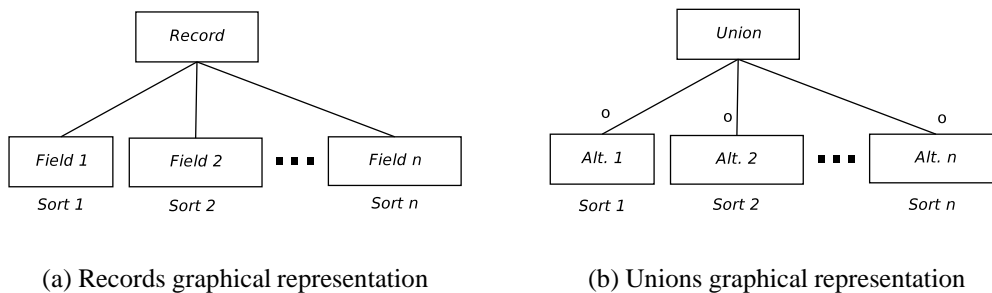 Record
Field 1 Field 2 Field n
Sort 1 Sort 2 Sort n
(a) Records graphical representation
Union
o o o
Alt. 1 Alt. 2 Alt. n
Sort 1 Sort 2 Sort n
(b) Unions graphical representation